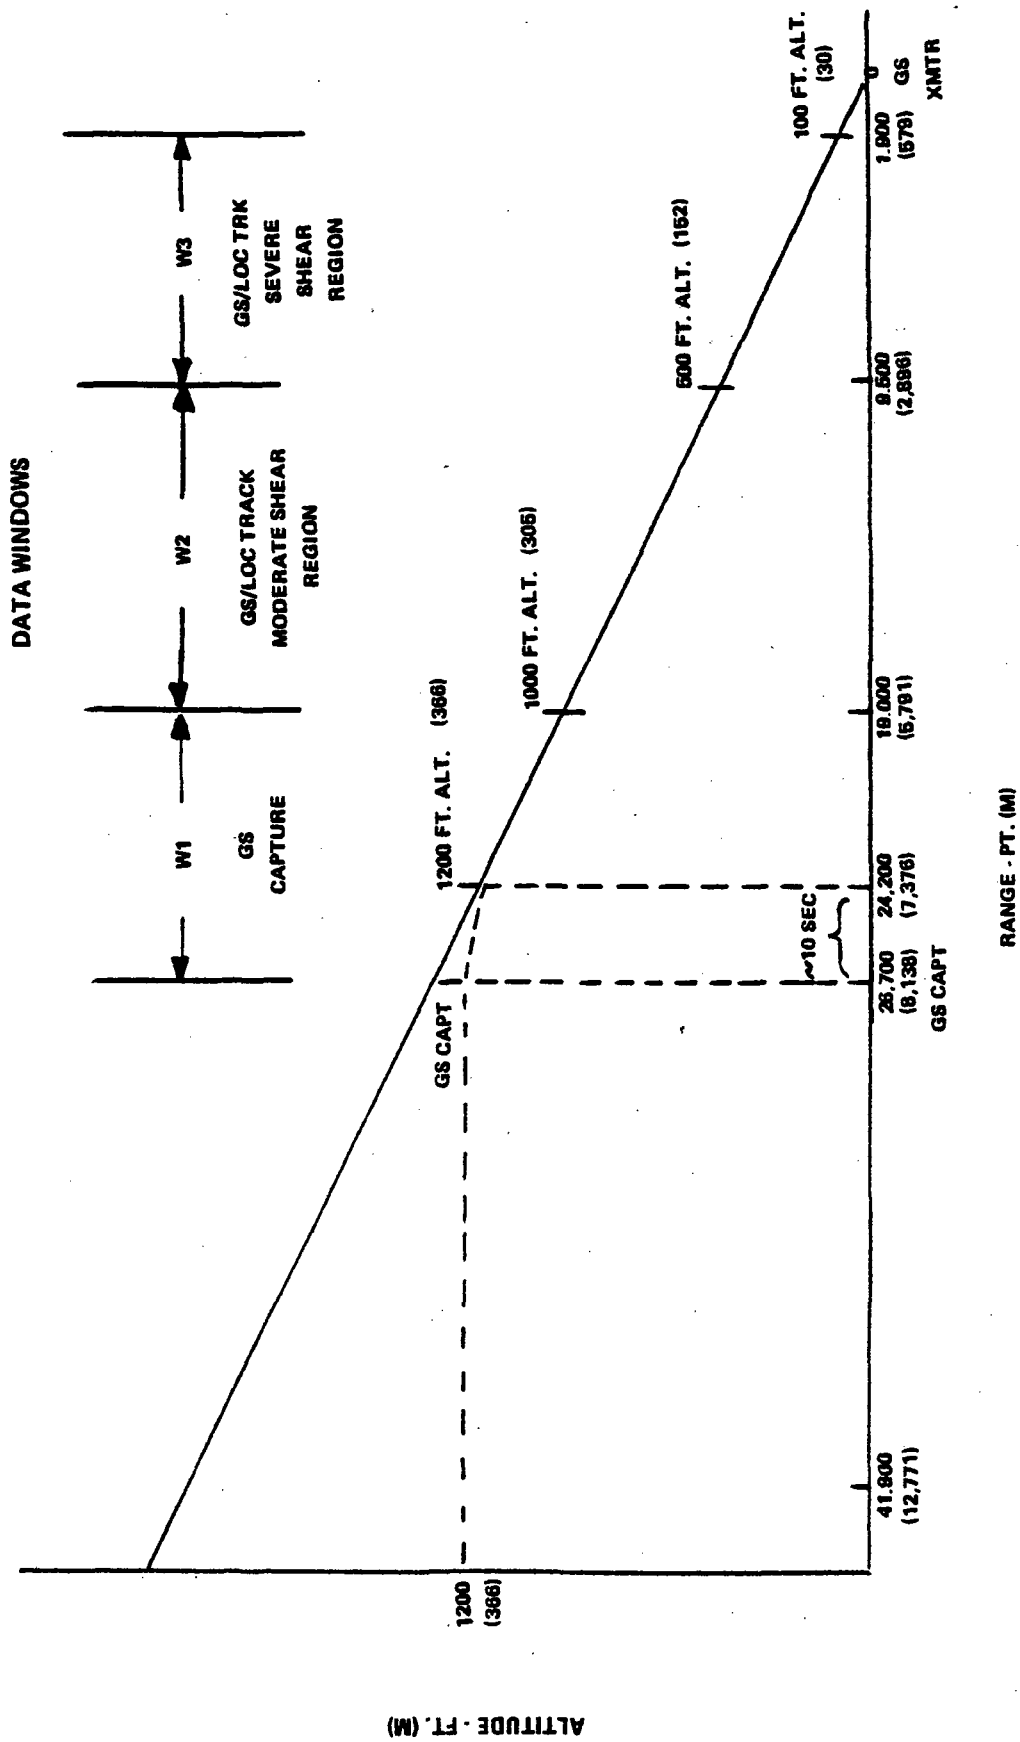 DATA WINDOWS
W1
W2
W3
GS
CAPTURE
GS/LOC TRACK
MODERATE SHEAR
REGION
GS/LOC TRK
SEVERE
SHEAR
REGION
1200 FT. ALT. (366)
1000 FT. ALT. (305)
500 FT. ALT. (152)
100 FT. ALT.
(30)
GS CAPT
1200
(366)
~10 SEC
41.900
(12,771)
26,700
(8,138)
GS CAPT
24,200
(7,376)
19.000
(5,791)
9.500
(2,896)
1.900
(579)
0
GS
XMTR
RANGE - FT. (M)
ALTITUDE - FT. (M)